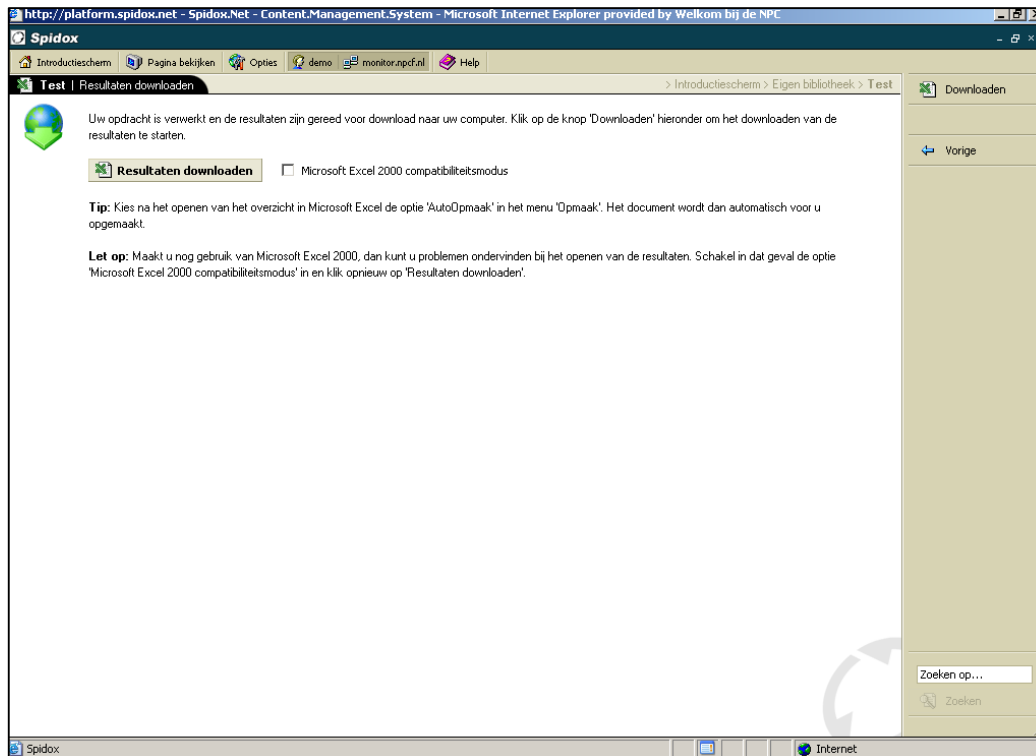 http://platform.spidox.net - Spidox.Net - Content.Management.System - Microsoft Internet Explorer provided by Welkom bij de NPC
Spidox
Introductiescherm Pagina bekijken Opties demo monitor.npcf.nl Help
Test | Resultaten downloaden > Introductiescherm > Eigen bibliotheek > Test Downloaden
Uw opdracht is verwerkt en de resultaten zijn gereed voor download naar uw computer. Klik op de knop 'Downloaden' hieronder om het downloaden van de
resultaten te starten.
Vorige
Resultaten downloaden Microsoft Excel 2000 compatibiliteitsmodus
Tip: Kies na het openen van het overzicht in Microsoft Excel de optie 'AutoOpmaak' in het menu 'Opmaak'. Het document wordt dan automatisch voor u
opgemaakt.
Let op: Maakt u nog gebruik van Microsoft Excel 2000, dan kunt u problemen ondervinden bij het openen van de resultaten. Schakel in dat geval de optie
'Microsoft Excel 2000 compatibiliteitsmodus' in en klik opnieuw op 'Resultaten downloaden'.
Zoeken op...
Zoeken
Spidox Internet